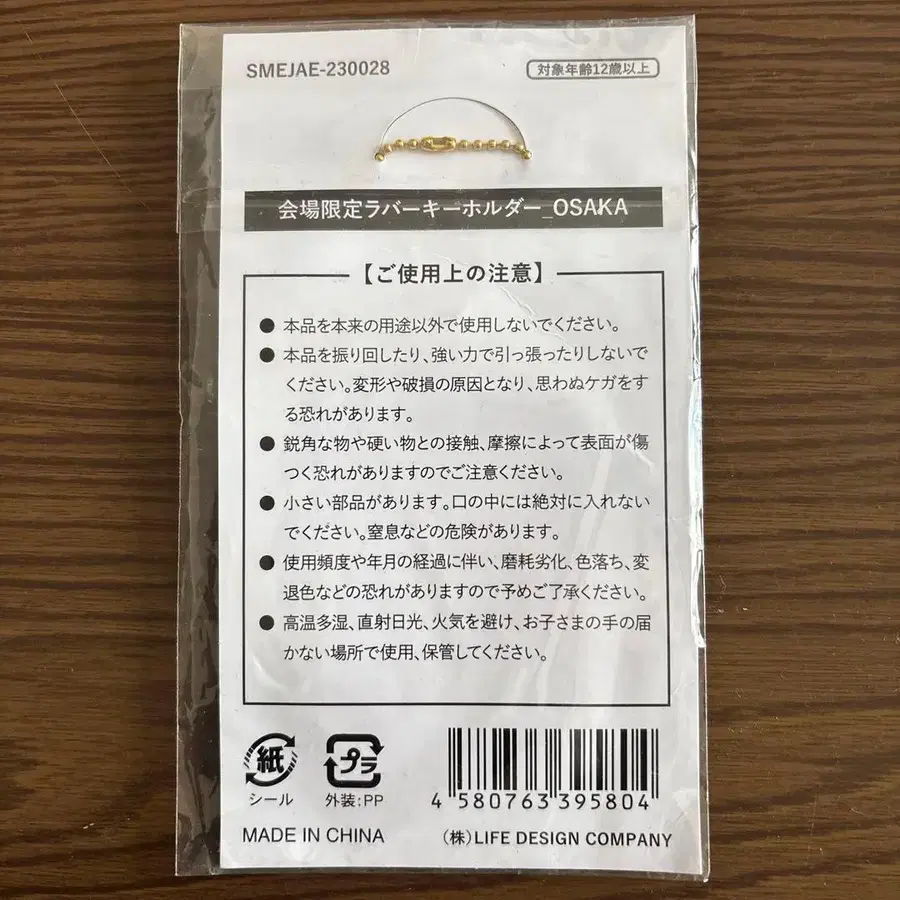 SMEJAE-230028
対象年齢12歳以上
会場限定ラバーキーホルダー_OSAKA
【ご使用上の注意】
● 本品を本来の用途以外で使用しないでください。
● 本品を振り回したり、強い力で引っ張ったりしないで
ください。変形や破損の原因となり、思わぬケガをす
る恐れがあります。
● 鋭角な物や硬い物との接触、摩擦によって表面が傷
つく恐れがありますのでご注意ください。
● 小さい部品があります。口の中には絶対に入れない
でください。窒息などの危険があります。
● 使用頻度や年月の経過に伴い、磨耗劣化、色落ち、変
退色などの恐れがありますので予めご了承ください。
● 高温多湿、直射日光、火気を避け、お子さまの手の届
かない場所で使用、保管してください。
紙
シール
プラ
外装:PP
4 580763 395804
MADE IN CHINA
(株)LIFE DESIGN COMPANY